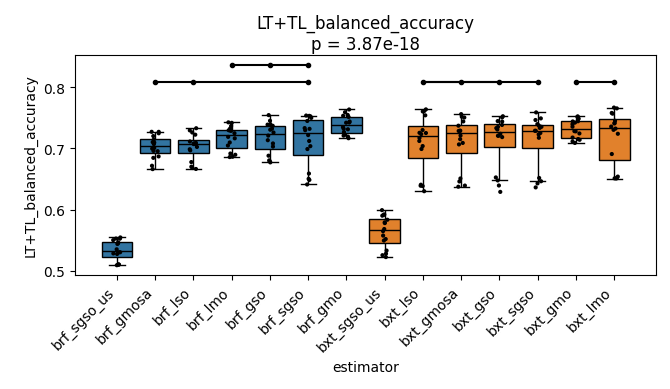 LT+TL_balanced_accuracy
p = 3.87e-18
LT+TL_balanced_accuracy
0.8
0.7
0.6
0.5
brf_sgso_us
brf_gmosa
brf_lso
brf_lmo
brf_gso
brf_sgso
brf_gmo
bxt_sgso_us
bxt_lso
bxt_gmosa
bxt_gso
bxt_sgso
bxt_gmo
bxt_lmo
estimator